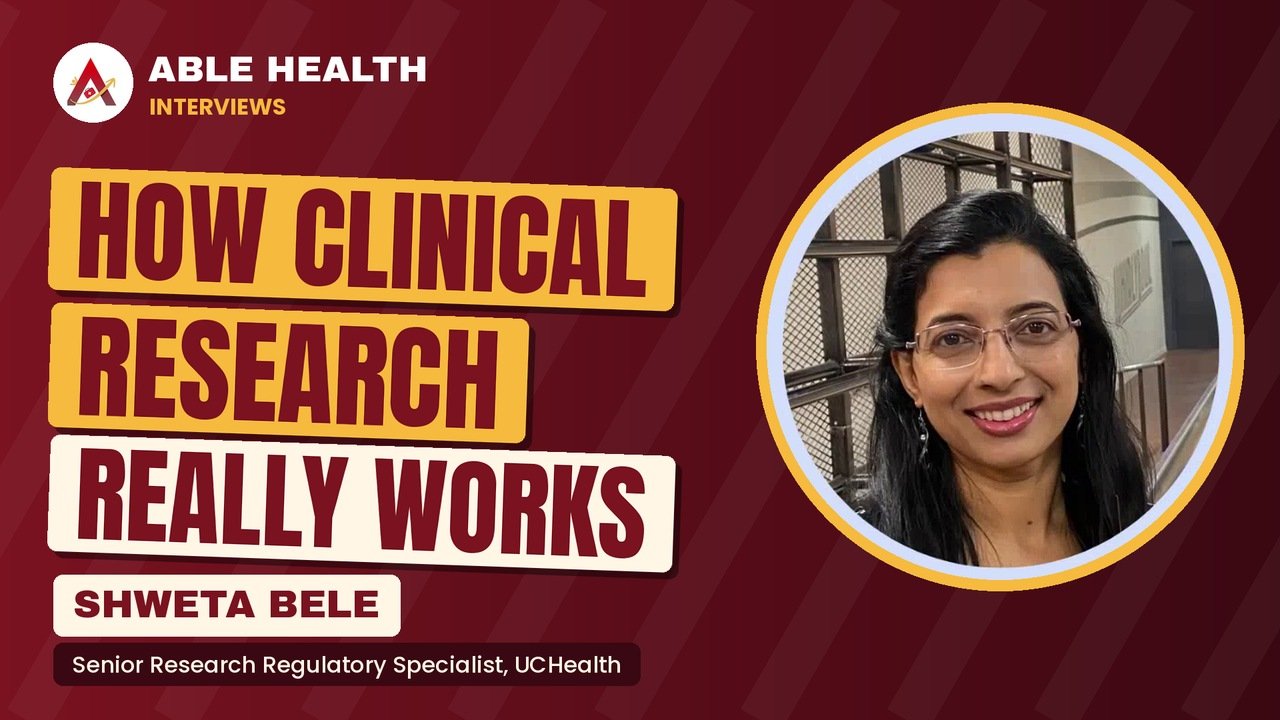 ABLE HEALTH
INTERVIEWS
HOW CLINICAL
RESEARCH
REALLY WORKS
SHWETA BELE
Senior Research Regulatory Specialist, UCHealth